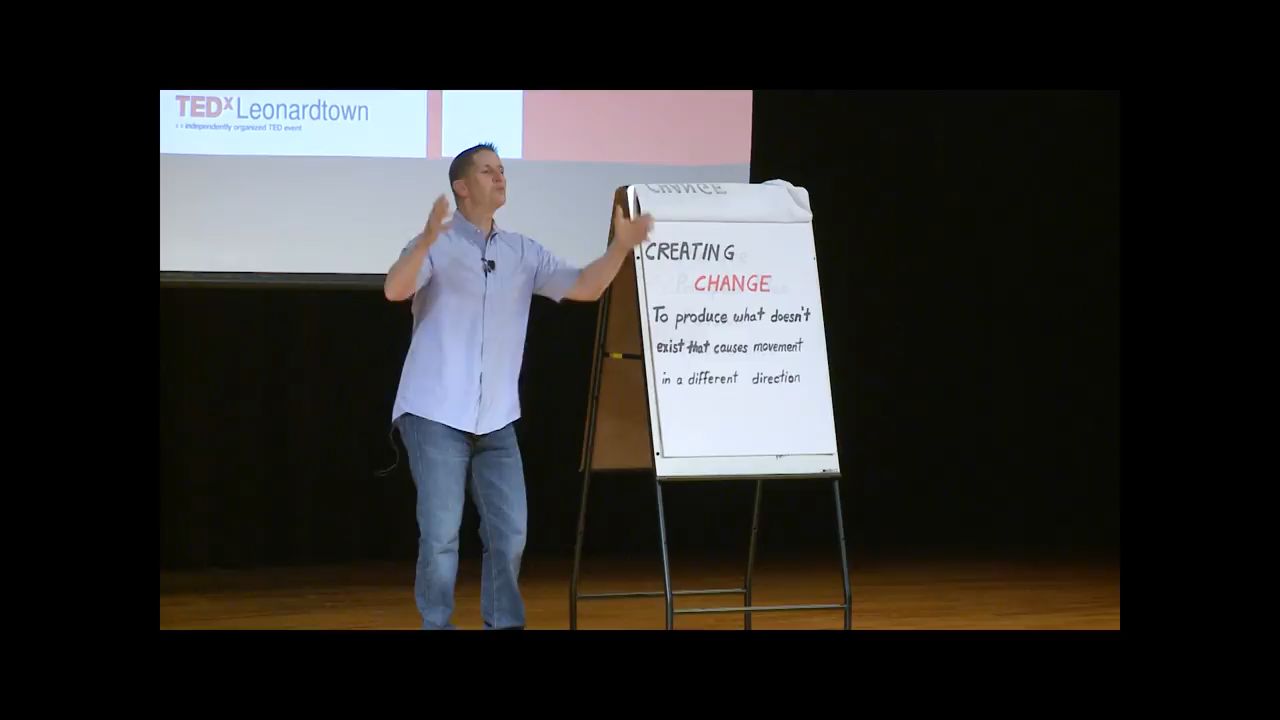 TEDx Leonardtown
x = independently organized TED event
CHANGE
CREATING
CHANGE
To produce what doesn't
exist that causes movement
in a different direction